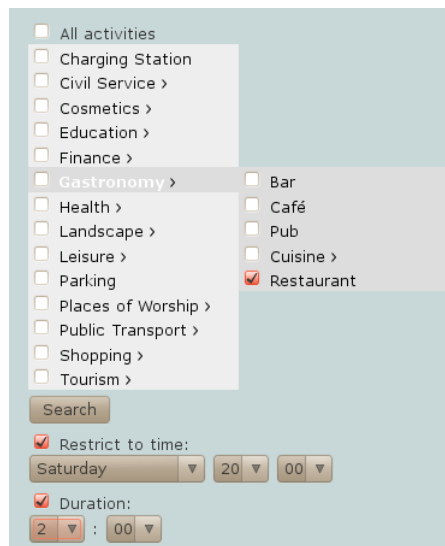 All activities
Charging Station
Civil Service >
Cosmetics >
Education >
Finance >
Gastronomy >
Bar
Health >
Café
Landscape >
Pub
Leisure >
Cuisine >
Parking
Restaurant
Places of Worship >
Public Transport >
Shopping >
Tourism >
Search
Restrict to time:
Saturday 20 00
Duration:
2 : 00